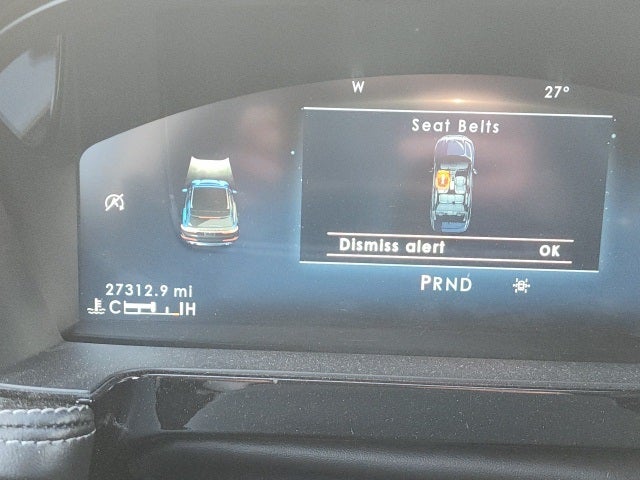 W 27°
Seat Belts
Dismiss alert OK
27312.9 mi
PRND
C H